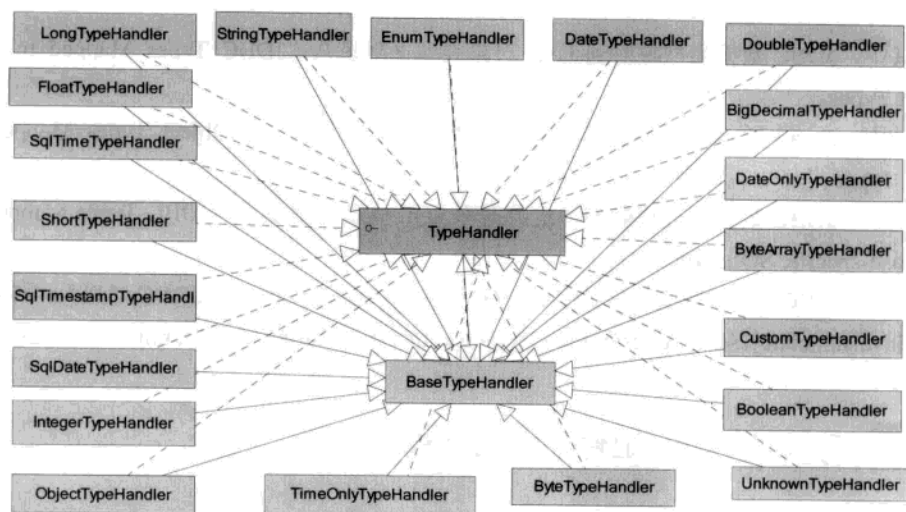 LongTypeHandler
StringTypeHandler
EnumTypeHandler
DateTypeHandler
DoubleTypeHandler
FloatTypeHandler
BigDecimalTypeHandler
SqlTimeTypeHandler
DateOnlyTypeHandler
ShortTypeHandler
TypeHandler
ByteArrayTypeHandler
SqlTimestampTypeHandl
CustomTypeHandler
SqlDateTypeHandler
BaseTypeHandler
BooleanTypeHandler
IntegerTypeHandler
ObjectTypeHandler
TimeOnlyTypeHandler
ByteTypeHandler
UnknownTypeHandler